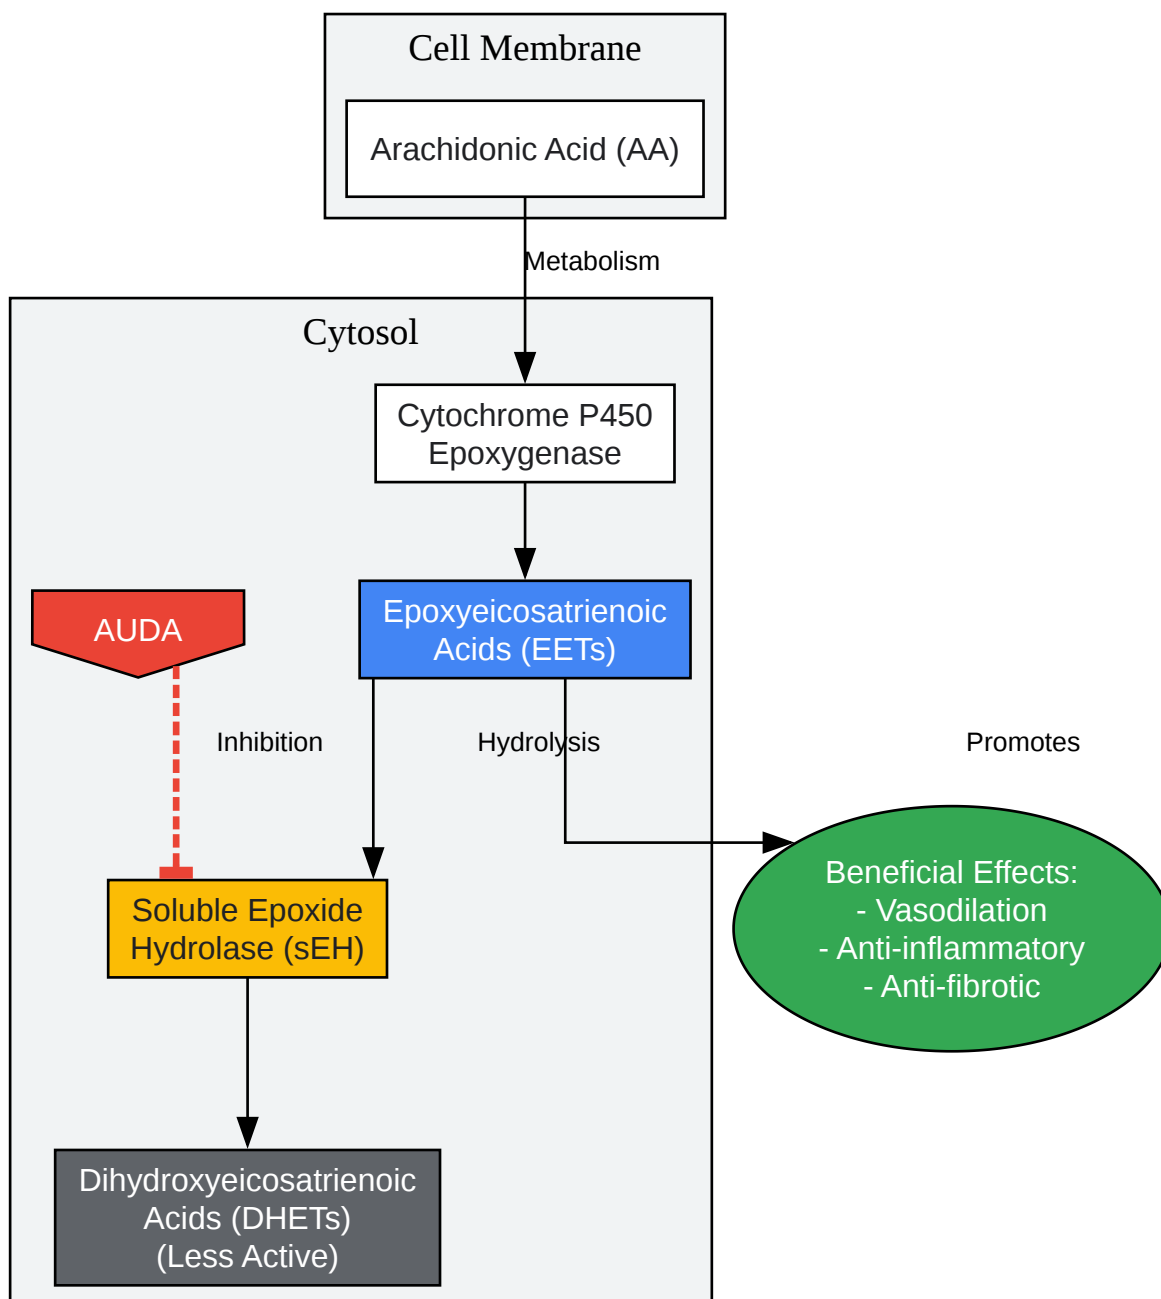 Cell Membrane
Arachidonic Acid (AA)
Metabolism
Cytosol
Cytochrome P450
Epoxygenase
Epoxyeicosatrienoic
Acids (EETs)
AUDA
Inhibition
Hydrolysis
Promotes
Soluble Epoxide
Hydrolase (sEH)
Beneficial Effects:
- Vasodilation
- Anti-inflammatory
- Anti-fibrotic
Dihydroxyeicosatrienoic
Acids (DHETs)
(Less Active)